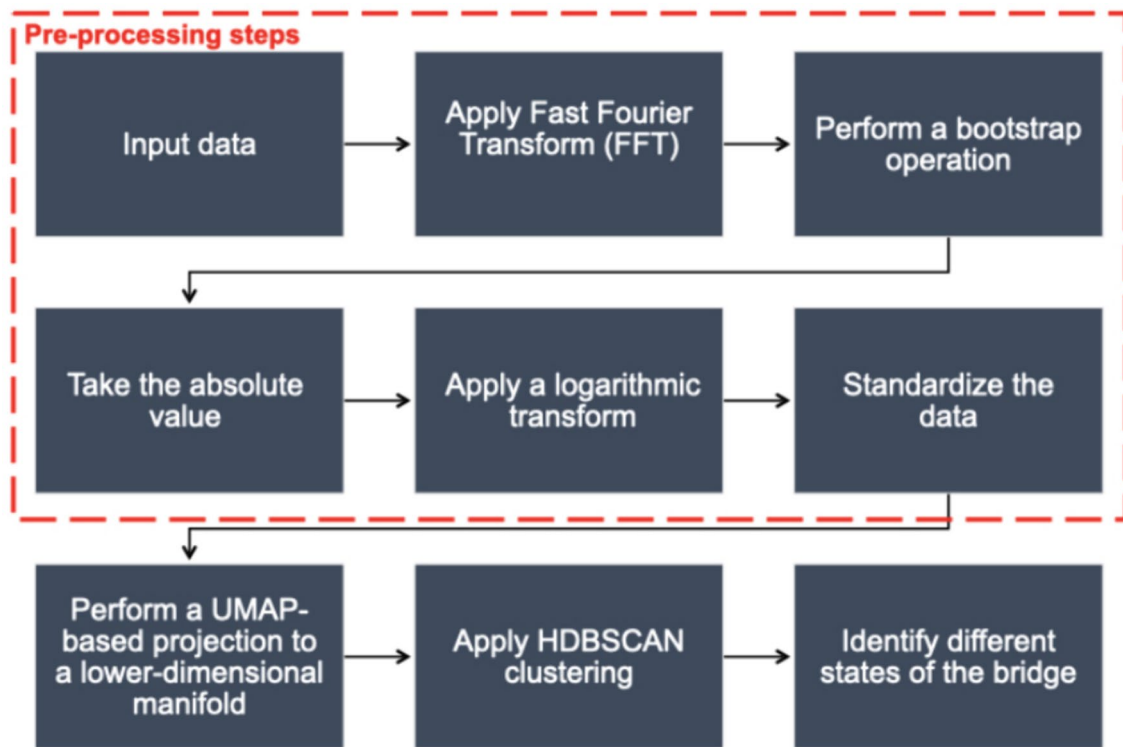 Pre-processing steps
Input data
Apply Fast Fourier
Transform (FFT)
Perform a bootstrap
operation
Take the absolute
value
Apply a logarithmic
transform
Standardize the
data
Perform a UMAP-
based projection to
a lower-dimensional
manifold
Apply HDBSCAN
clustering
Identify different
states of the bridge